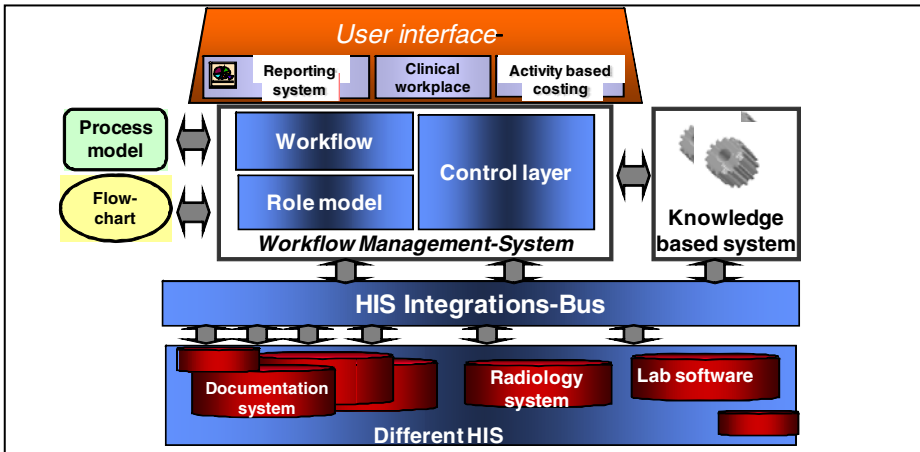 User interface-
Reporting
system
Clinical
workplace
Activity based
costing
Process
model
Flow-
chart
Workflow
Role model
Control layer
Workflow Management-System
Knowledge
based system
HIS Integrations-Bus
Documentation
system
Radiology
system
Lab software
Different HIS